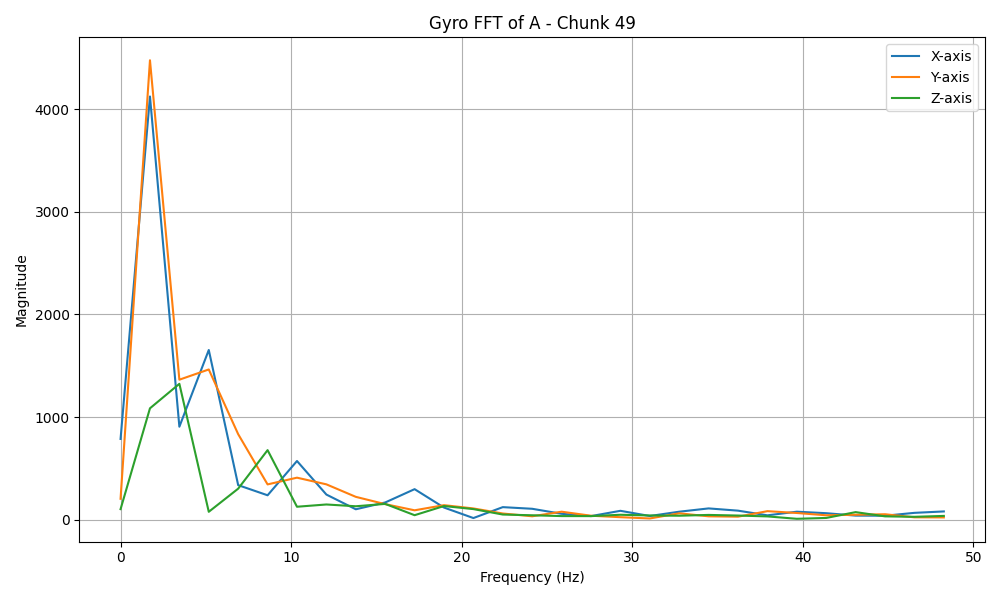 Gyro FFT of A - Chunk 49
X-axis
Y-axis
Z-axis
Magnitude
4000
3000
2000
1000
0
0 10 20 30 40 50
Frequency (Hz)